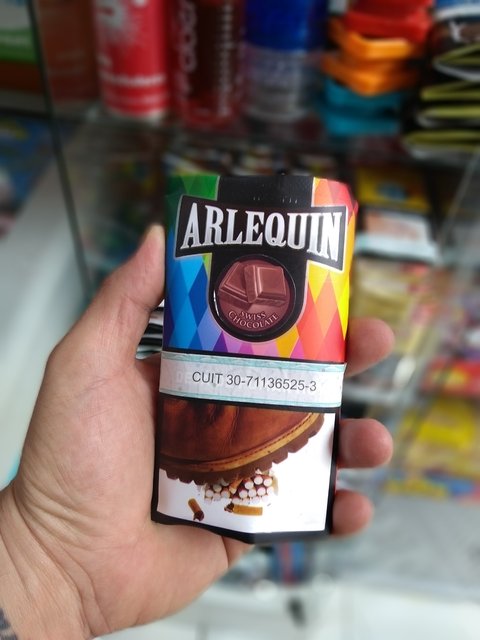 ARLEQUIN
SWISS
CHOCOLATE
CUIT 30-71136525-3